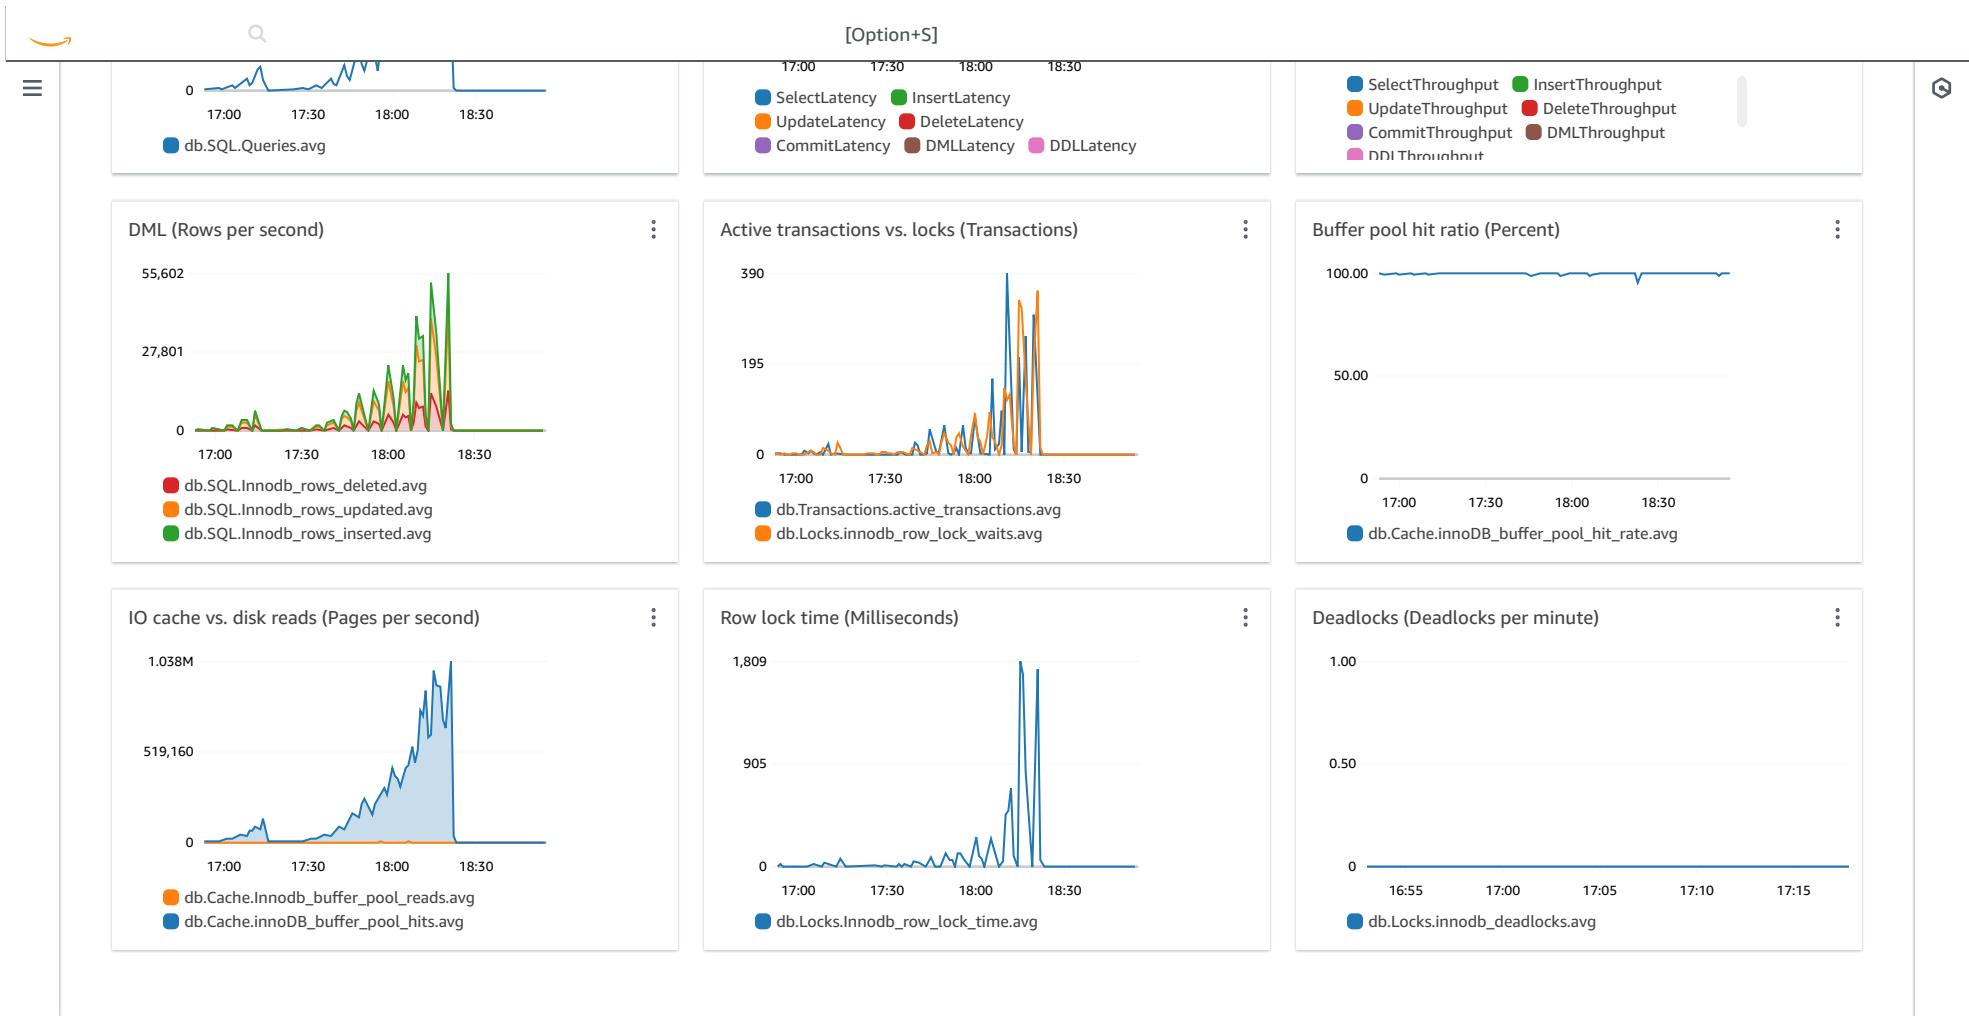 [Option+S]
0
17:00 17:30 18:00 18:30
db.SQL.Queries.avg
17:00 17:30 18:00 18:30
SelectLatency InsertLatency
UpdateLatency DeleteLatency
CommitLatency DMLLatency DDLLatency
SelectThroughput InsertThroughput
UpdateThroughput DeleteThroughput
CommitThroughput DMLThroughput
DDLThroughput
DML (Rows per second)
55,602
27,801
0
17:00 17:30 18:00 18:30
db.SQL.Innodb_rows_deleted.avg
db.SQL.Innodb_rows_updated.avg
db.SQL.Innodb_rows_inserted.avg
Active transactions vs. locks (Transactions)
390
195
0
17:00 17:30 18:00 18:30
db.Transactions.active_transactions.avg
db.Locks.innodb_row_lock_waits.avg
Buffer pool hit ratio (Percent)
100.00
50.00
0
17:00 17:30 18:00 18:30
db.Cache.innoDB_buffer_pool_hit_rate.avg
IO cache vs. disk reads (Pages per second)
1.038M
519,160
0
17:00 17:30 18:00 18:30
db.Cache.Innodb_buffer_pool_reads.avg
db.Cache.innoDB_buffer_pool_hits.avg
Row lock time (Milliseconds)
1,809
905
0
17:00 17:30 18:00 18:30
db.Locks.Innodb_row_lock_time.avg
Deadlocks (Deadlocks per minute)
1.00
0.50
0
16:55 17:00 17:05 17:10 17:15
db.Locks.innodb_deadlocks.avg